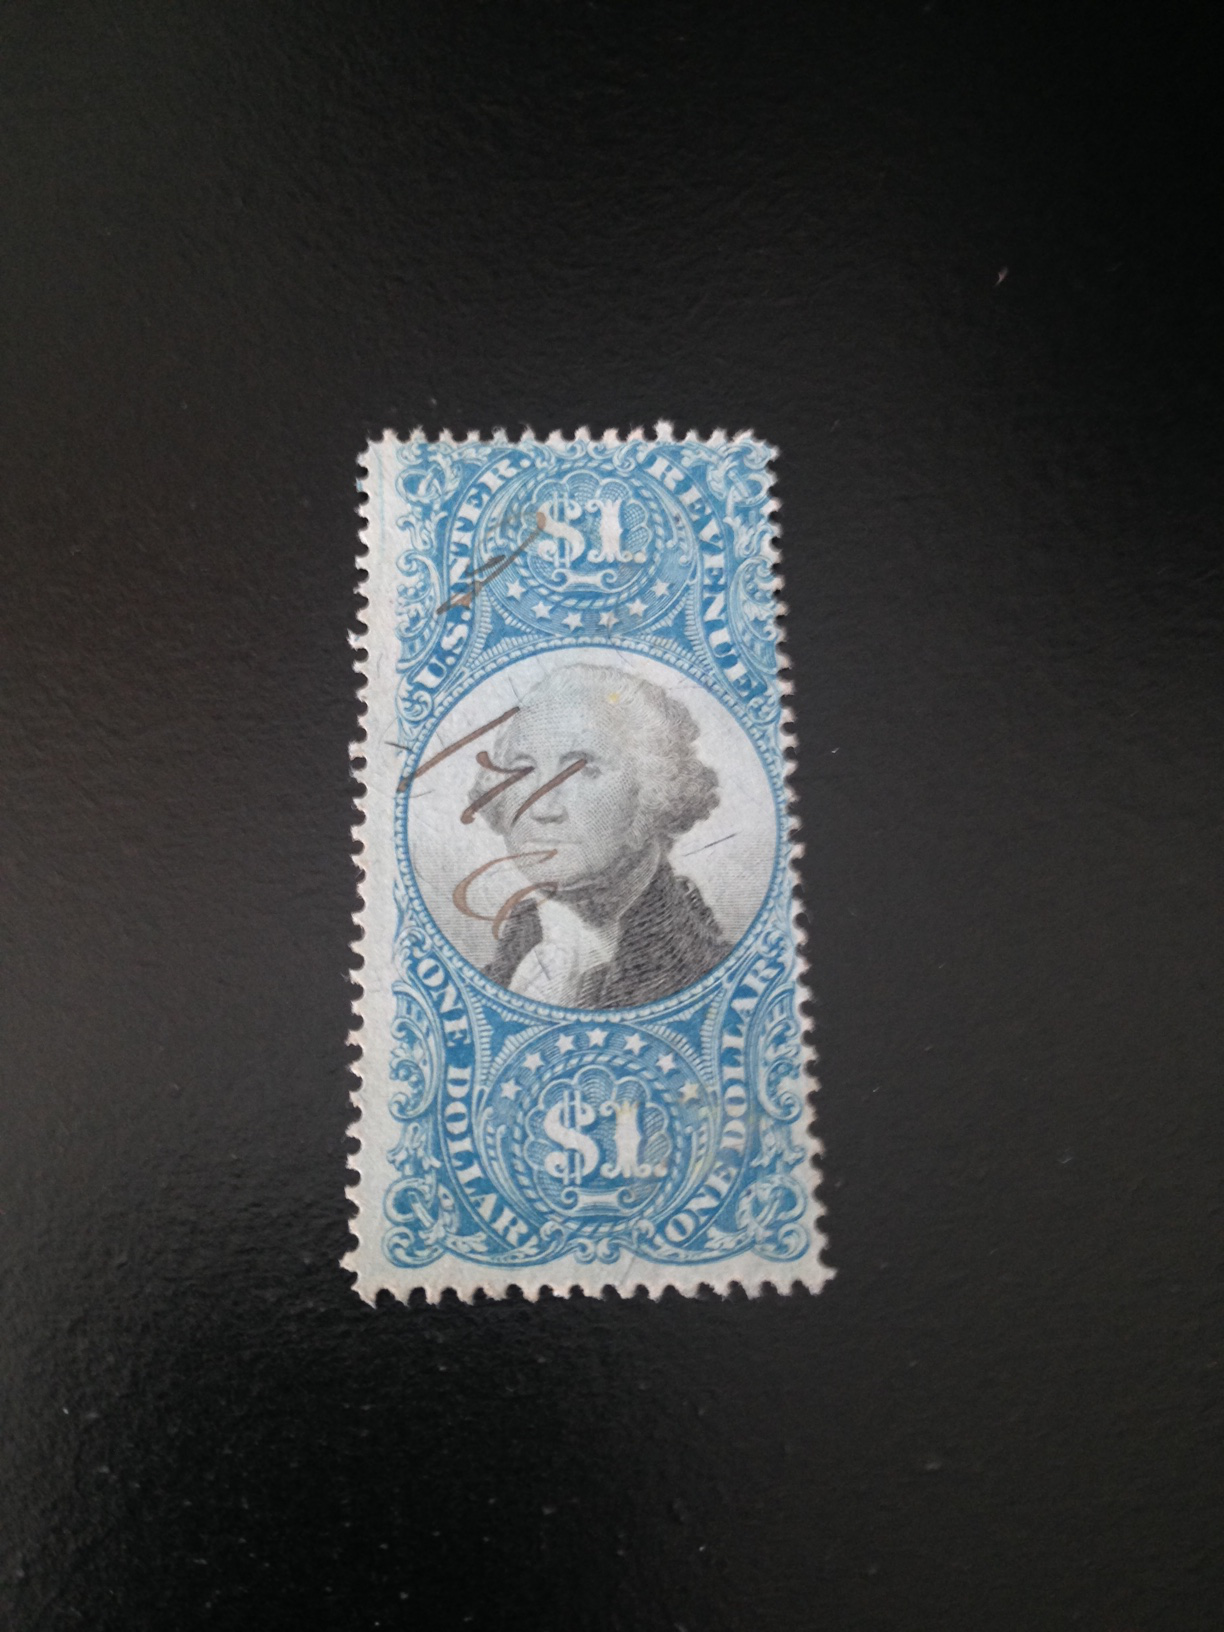 U.S. INTER. REVENUE
$1.
ONE DOLLAR
$1.
ONE DOLLAR